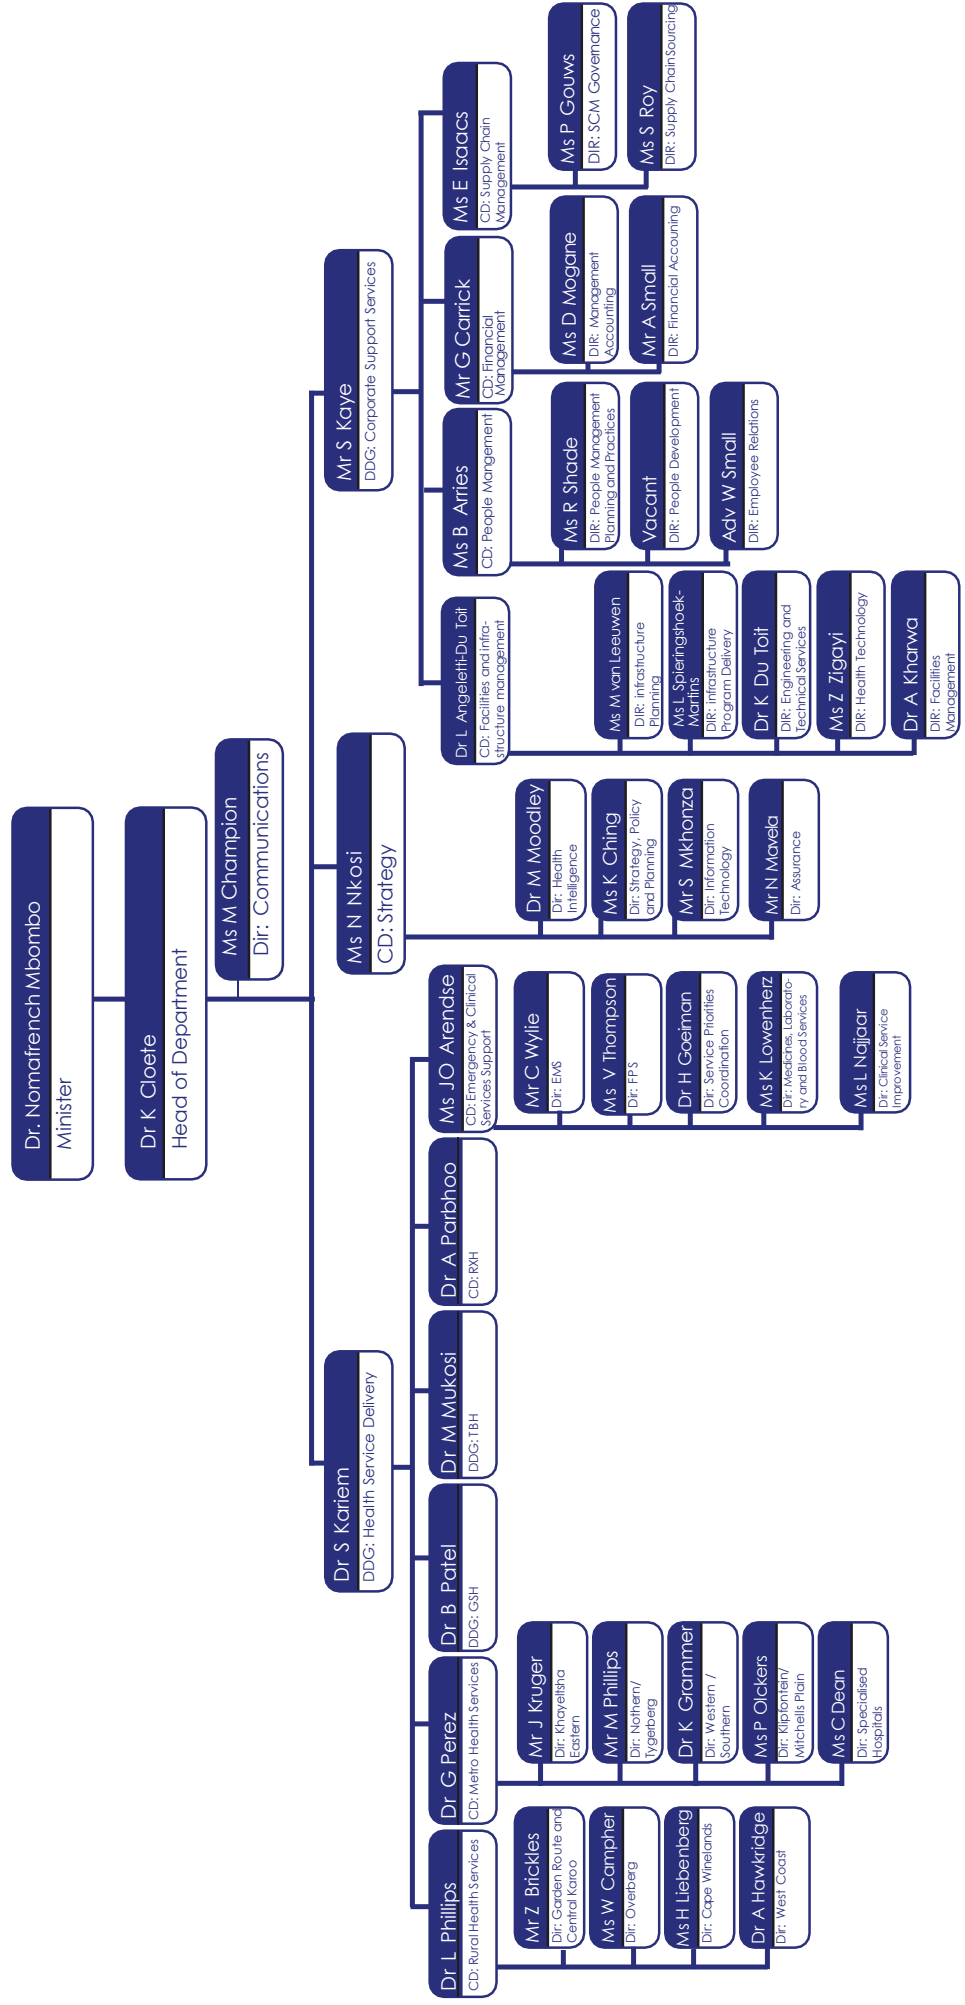 Dr. Nomafrench Mbombo
Minister
Dr K Cloete
Head of Department
Ms M Champion
Dir: Communications
Dr S Kariem
DDG: Health Service Delivery
Ms N Nkosi
CD: Strategy
Mr S Kaye
DDG: Corporate Support Services
Dr L Phillips
CD: Rural Health Services
Dr G Perez
CD: Metro Health Services
Dr B Patel
DDG: GSH
Dr M Mukosi
DDG: TBH
Dr A Parbhoo
CD: RXH
Ms JO Arendse
CD: Emergency & Clinical
Services Support
Dr L Angeletti-Du Toit
CD: Facilities and infra-
structure management
Ms B Arries
CD: People Mangement
Mr G Carrick
CD: Financial
Management
Ms E Isaacs
CD: Supply Chain
Management
Mr Z Brickles
Dir: Garden Route and
Central Karoo
Ms W Campher
Dir: Overberg
Ms H Liebenberg
Dir: Cape Winelands
Dr A Hawkridge
Dir: West Coast
Mr J Kruger
Dir: Khayeltsha
Eastern
Mr M Phillips
Dir: Nothern/
Tygerberg
Dr K Grammer
Dir: Western /
Southern
Ms P Olckers
Dir: Klipfontein/
Mitchells Plain
Ms C Dean
Dir: Specialised
Hospitals
Mr C Wylie
Dir: EMS
Ms V Thompson
Dir: FPS
Dr H Goeiman
Dir: Service Priorities
Coordination
Ms K Lowenherz
Dir: Medicines, Laborato-
ry and Blood Services
Ms L Najjaar
Dir: Clinical Service
Improvement
Dr M Moodley
Dir: Health
Intelligence
Ms K Ching
Dir: Strategy, Policy
and Planning
Mr S Mkhonza
Dir: Information
Technology
Mr N Mavela
Dir: Assurance
Ms M van Leeuwen
DIR: infrastructure
Planning
Ms L Spieringshoek-
Martins
DIR: infrastructure
Program Delivery
Dr K Du Toit
DIR: Engineering and
Technical Services
Ms Z Zigayi
DIR: Health Technology
Dr A Kharwa
DIR: Facilities
Management
Ms R Shade
DIR: People Management
Planning and Practices
Vacant
DIR: People Development
Adv W Small
DIR: Employee Relations
Ms D Mogane
DIR: Management
Accounting
Mr A Small
DIR: Financial Accouning
Ms P Gouws
DIR: SCM Governance
Ms S Roy
DIR: Supply ChainSourcing